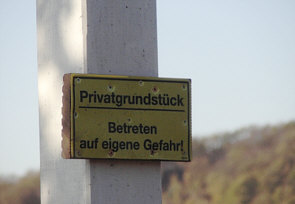 Privatgrundstück
Betreten
auf eigene Gefahr!